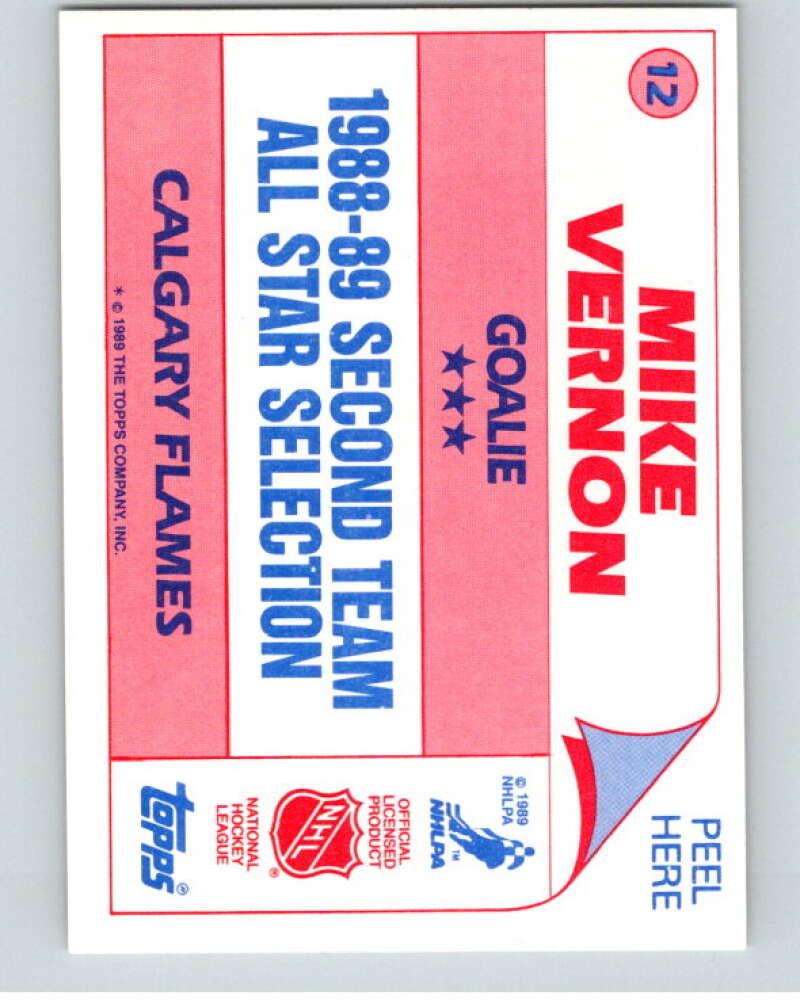 12
MIKE
VERNON
GOALIE
★★★
1988-89 SECOND TEAM
ALL STAR SELECTION
CALGARY FLAMES
* © 1989 THE TOPPS COMPANY, INC.
PEEL
HERE
© 1989
NHLPA
NHLPA™
OFFICIAL
LICENSED
PRODUCT
NHL
®
NATIONAL
HOCKEY
LEAGUE
topps®